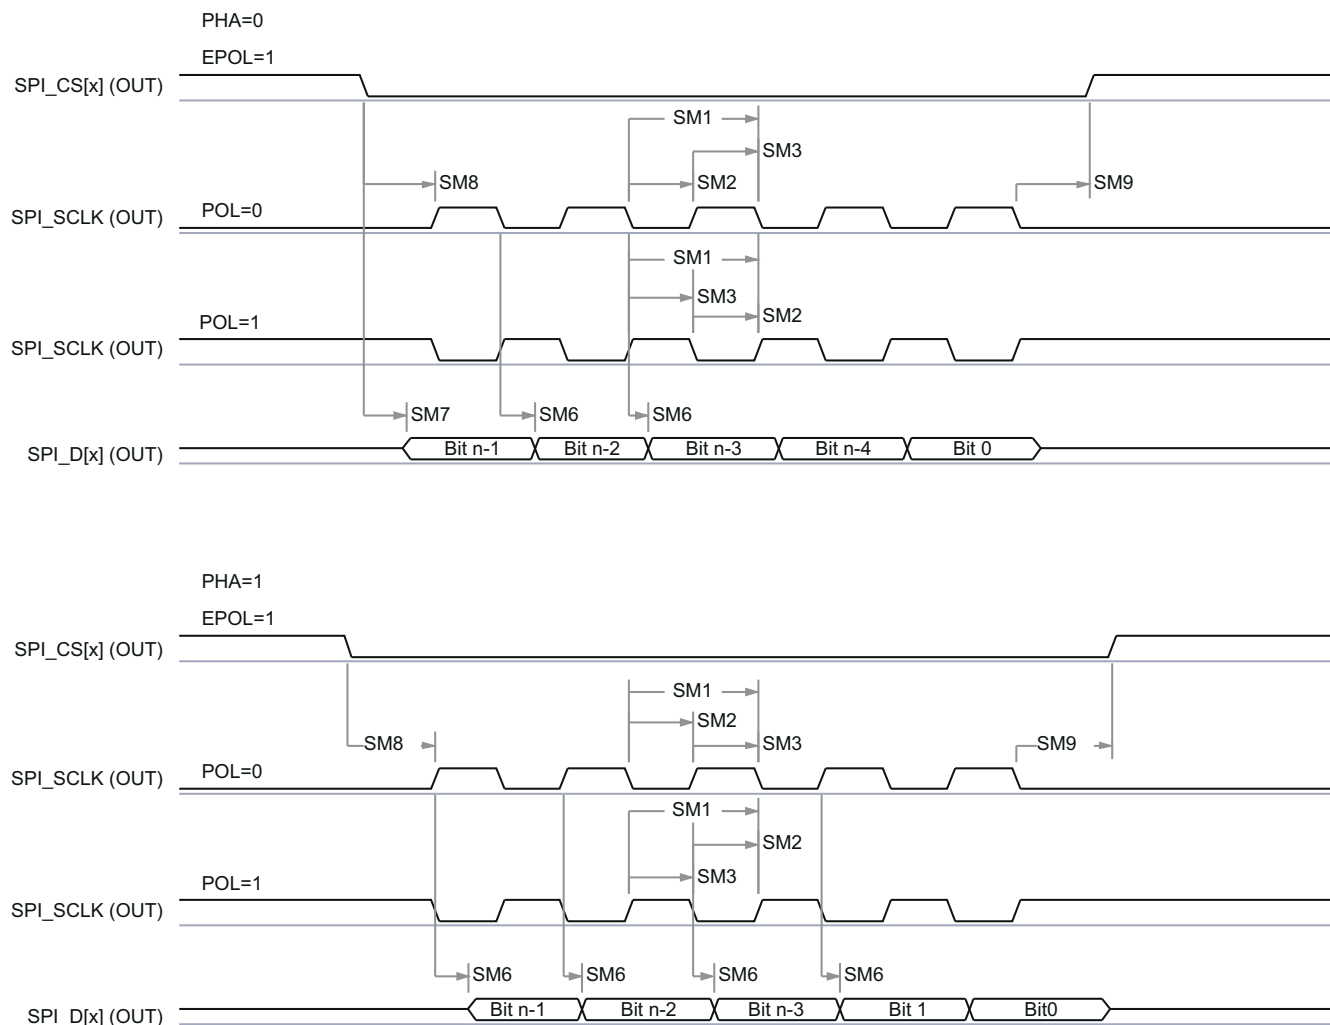 PHA=0
EPOL=1
SPI_CS[x] (OUT)
SM1
SM3
SM8
SM2
SM9
SPI_SCLK (OUT)
POL=0
SM1
SM3
SM2
POL=1
SPI_SCLK (OUT)
SM7
SM6
SM6
SPI_D[x] (OUT)
Bit n-1
Bit n-2
Bit n-3
Bit n-4
Bit 0
PHA=1
EPOL=1
SPI_CS[x] (OUT)
SM1
SM2
SM8
SM3
SM9
SPI_SCLK (OUT)
POL=0
SM1
SM2
SM3
POL=1
SPI_SCLK (OUT)
SM6
SM6
SM6
SM6
SPI_D[x] (OUT)
Bit n-1
Bit n-2
Bit n-3
Bit 1
Bit0